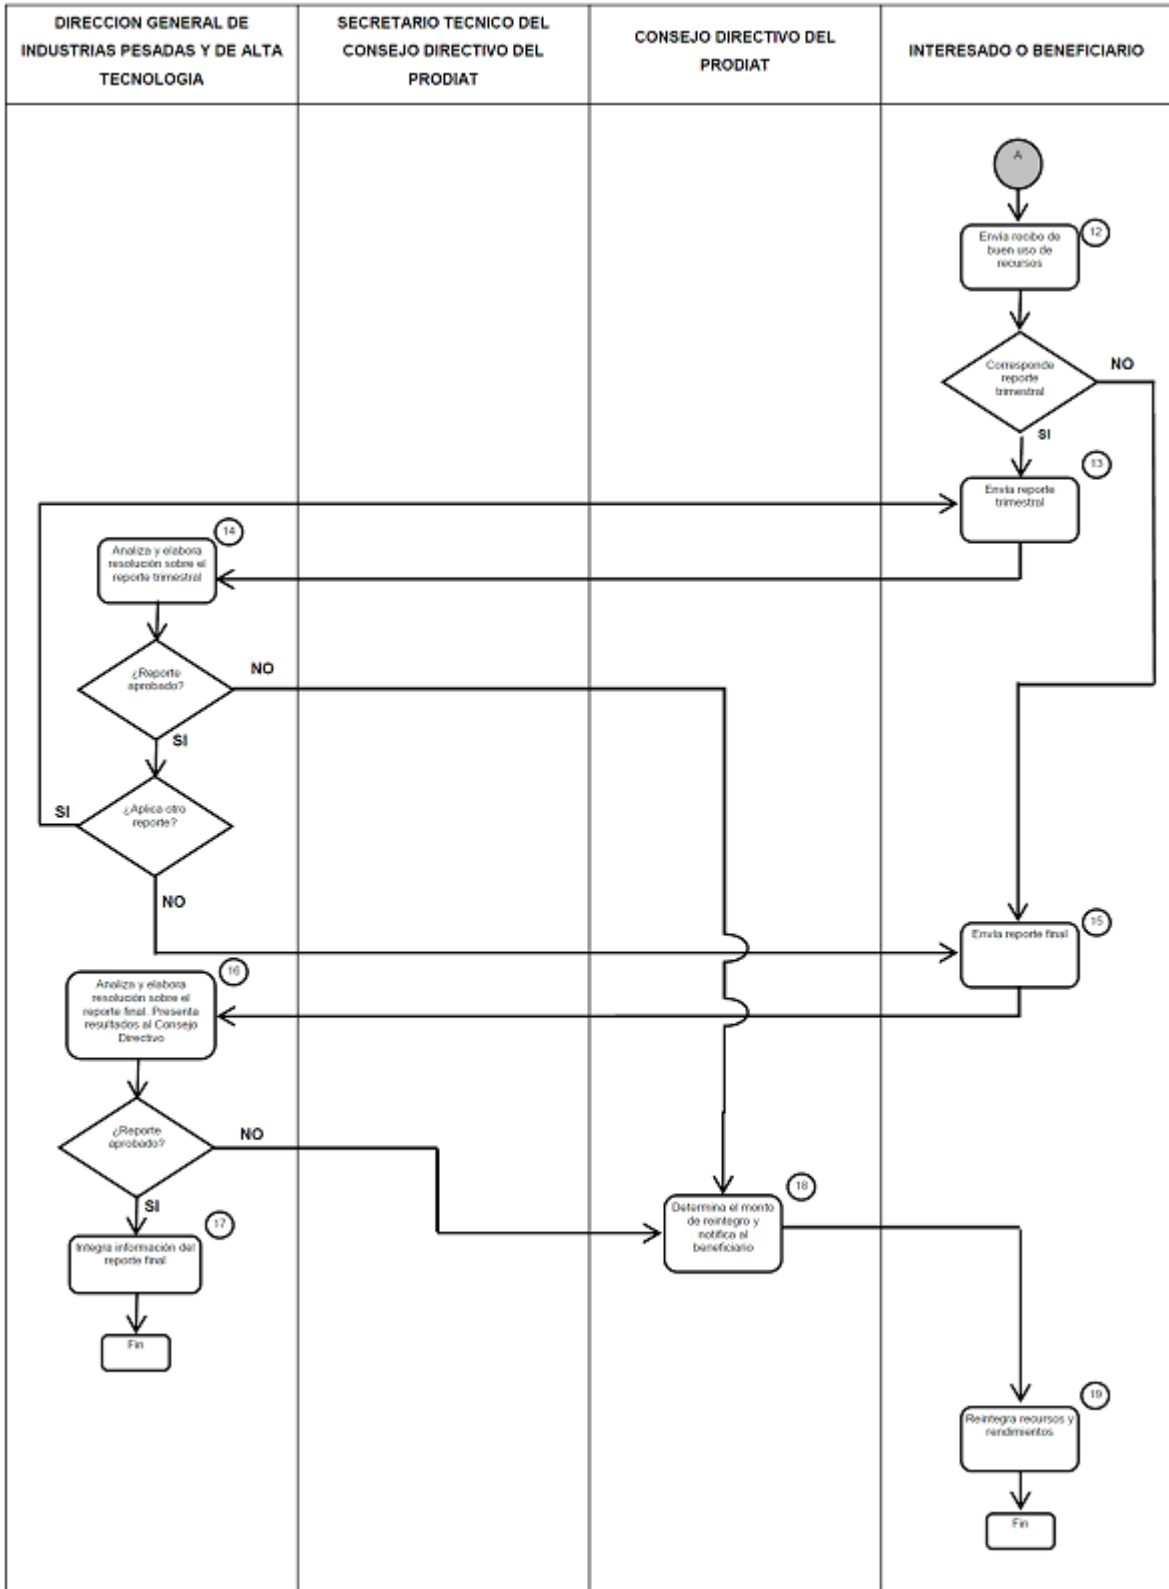 DIRECCION GENERAL DE
INDUSTRIAS PESADAS Y DE ALTA
TECNOLOGIA
SECRETARIO TECNICO DEL
CONSEJO DIRECTIVO DEL
PRODIAT
CONSEJO DIRECTIVO DEL
PRODIAT
INTERESADO O BENEFICIARIO
A
12
Envía recibo de
buen uso de
recursos
Corresponde
reporte
trimestral
NO
SI
13
Envía reporte
trimestral
14
Analiza y elabora
resolución sobre el
reporte trimestral
¿Reporte
aprobado?
NO
SI
¿Aplica otro
reporte?
SI
NO
15
Envía reporte final
16
Analiza y elabora
resolución sobre el
reporte final. Presenta
resultados al Consejo
Directivo
¿Reporte
aprobado?
NO
SI
17
Integra información del
reporte final
Fin
18
Determina el monto
de reintegro y
notifica al
beneficiario
19
Reintegra recursos y
rendimientos
Fin